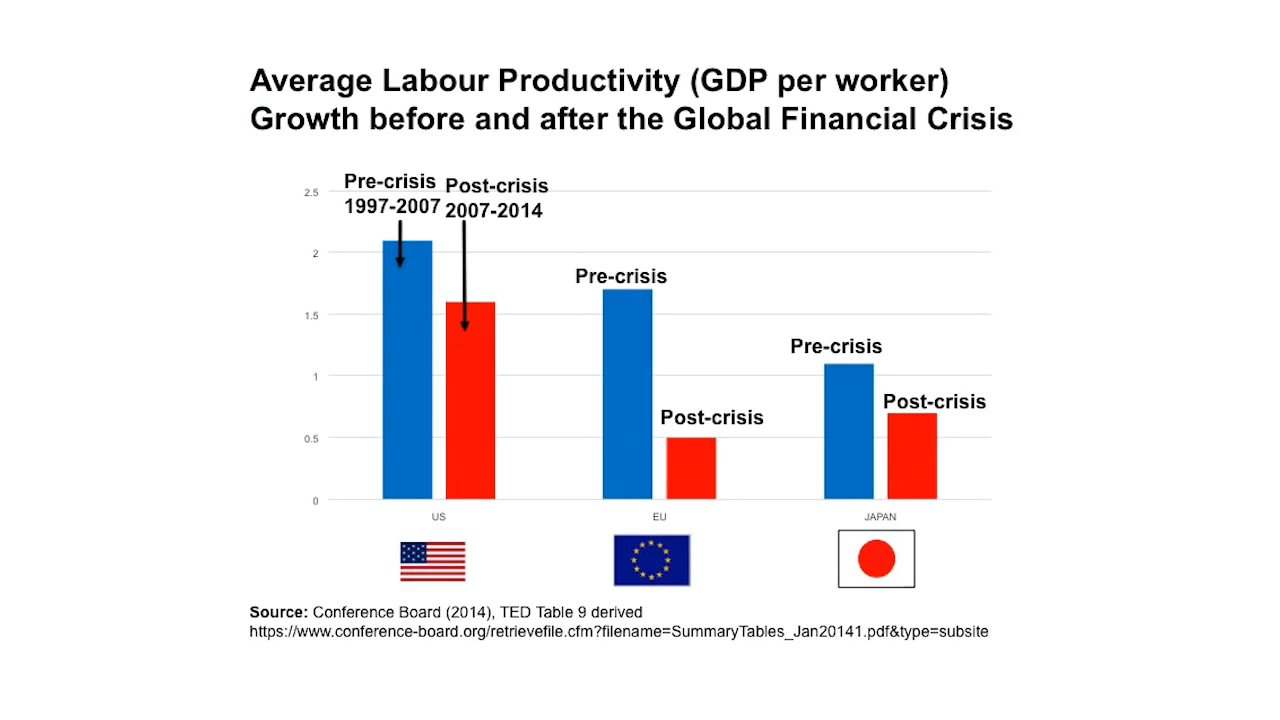 Average Labour Productivity (GDP per worker)
Growth before and after the Global Financial Crisis
Pre-crisis
1997-2007
Post-crisis
2007-2014
Pre-crisis
Post-crisis
Pre-crisis
Post-crisis
2.5
2
1.5
1
0.5
0
US
EU
JAPAN
Source: Conference Board (2014), TED Table 9 derived
https://www.conference-board.org/retrievefile.cfm?filename=SummaryTables_Jan20141.pdf&type=subsite